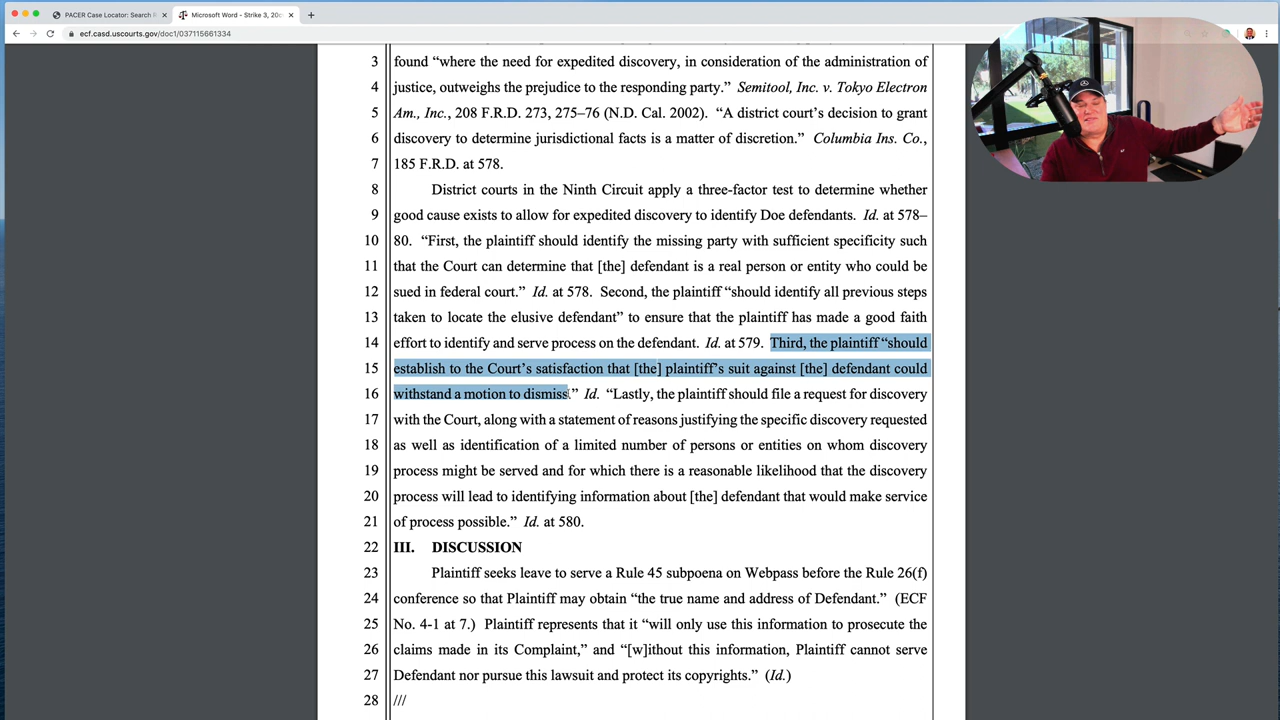 PACER Case Locator: Search
Microsoft Word - Strike 3, 20c
ecf.casd.uscourts.gov/doc1/037115661334
3 found “where the need for expedited discovery, in consideration of the administration of
4 justice, outweighs the prejudice to the responding party.” Semitool, Inc. v. Tokyo Electron
5 Am., Inc., 208 F.R.D. 273, 275–76 (N.D. Cal. 2002). “A district court’s decision to grant
6 discovery to determine jurisdictional facts is a matter of discretion.” Columbia Ins. Co.,
7 185 F.R.D. at 578.
8 District courts in the Ninth Circuit apply a three-factor test to determine whether
9 good cause exists to allow for expedited discovery to identify Doe defendants. Id. at 578–
10 80. “First, the plaintiff should identify the missing party with sufficient specificity such
11 that the Court can determine that [the] defendant is a real person or entity who could be
12 sued in federal court.” Id. at 578. Second, the plaintiff “should identify all previous steps
13 taken to locate the elusive defendant” to ensure that the plaintiff has made a good faith
14 effort to identify and serve process on the defendant. Id. at 579. Third, the plaintiff “should
15 establish to the Court’s satisfaction that [the] plaintiff’s suit against [the] defendant could
16 withstand a motion to dismiss.” Id. “Lastly, the plaintiff should file a request for discovery
17 with the Court, along with a statement of reasons justifying the specific discovery requested
18 as well as identification of a limited number of persons or entities on whom discovery
19 process might be served and for which there is a reasonable likelihood that the discovery
20 process will lead to identifying information about [the] defendant that would make service
21 of process possible.” Id. at 580.
22 III. DISCUSSION
23 Plaintiff seeks leave to serve a Rule 45 subpoena on Webpass before the Rule 26(f)
24 conference so that Plaintiff may obtain “the true name and address of Defendant.” (ECF
25 No. 4-1 at 7.) Plaintiff represents that it “will only use this information to prosecute the
26 claims made in its Complaint,” and “[w]ithout this information, Plaintiff cannot serve
27 Defendant nor pursue this lawsuit and protect its copyrights.” (Id.)
28 ///